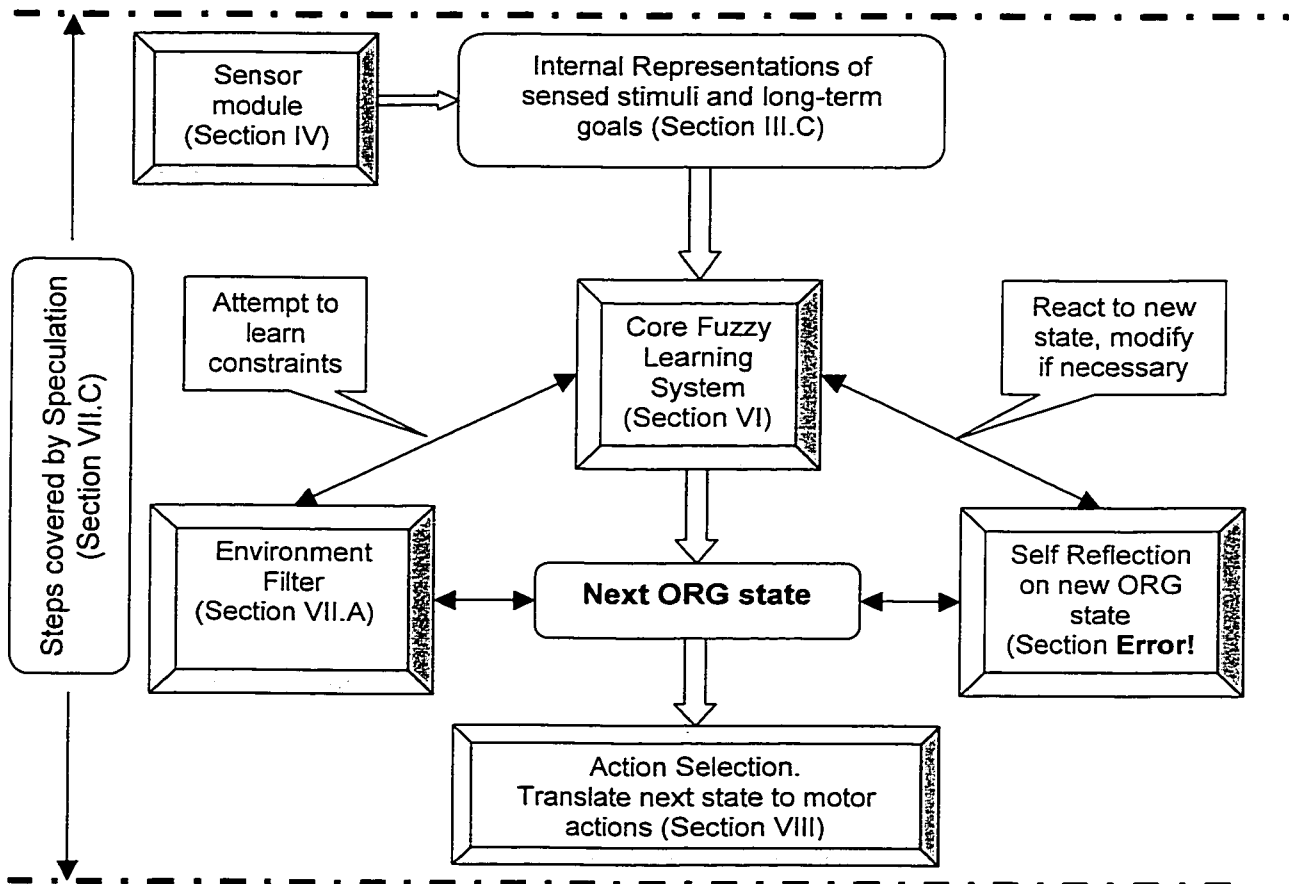 Sensor
module
(Section IV)
Internal Representations of
sensed stimuli and long-term
goals (Section III.C)
Steps covered by Speculation
(Section VII.C)
Attempt to
learn
constraints
Core Fuzzy
Learning
System
(Section VI)
React to new
state, modify
if necessary
Environment
Filter
(Section VII.A)
Next ORG state
Self Reflection
on new ORG
state
(Section Error!
Action Selection.
Translate next state to motor
actions (Section VIII)